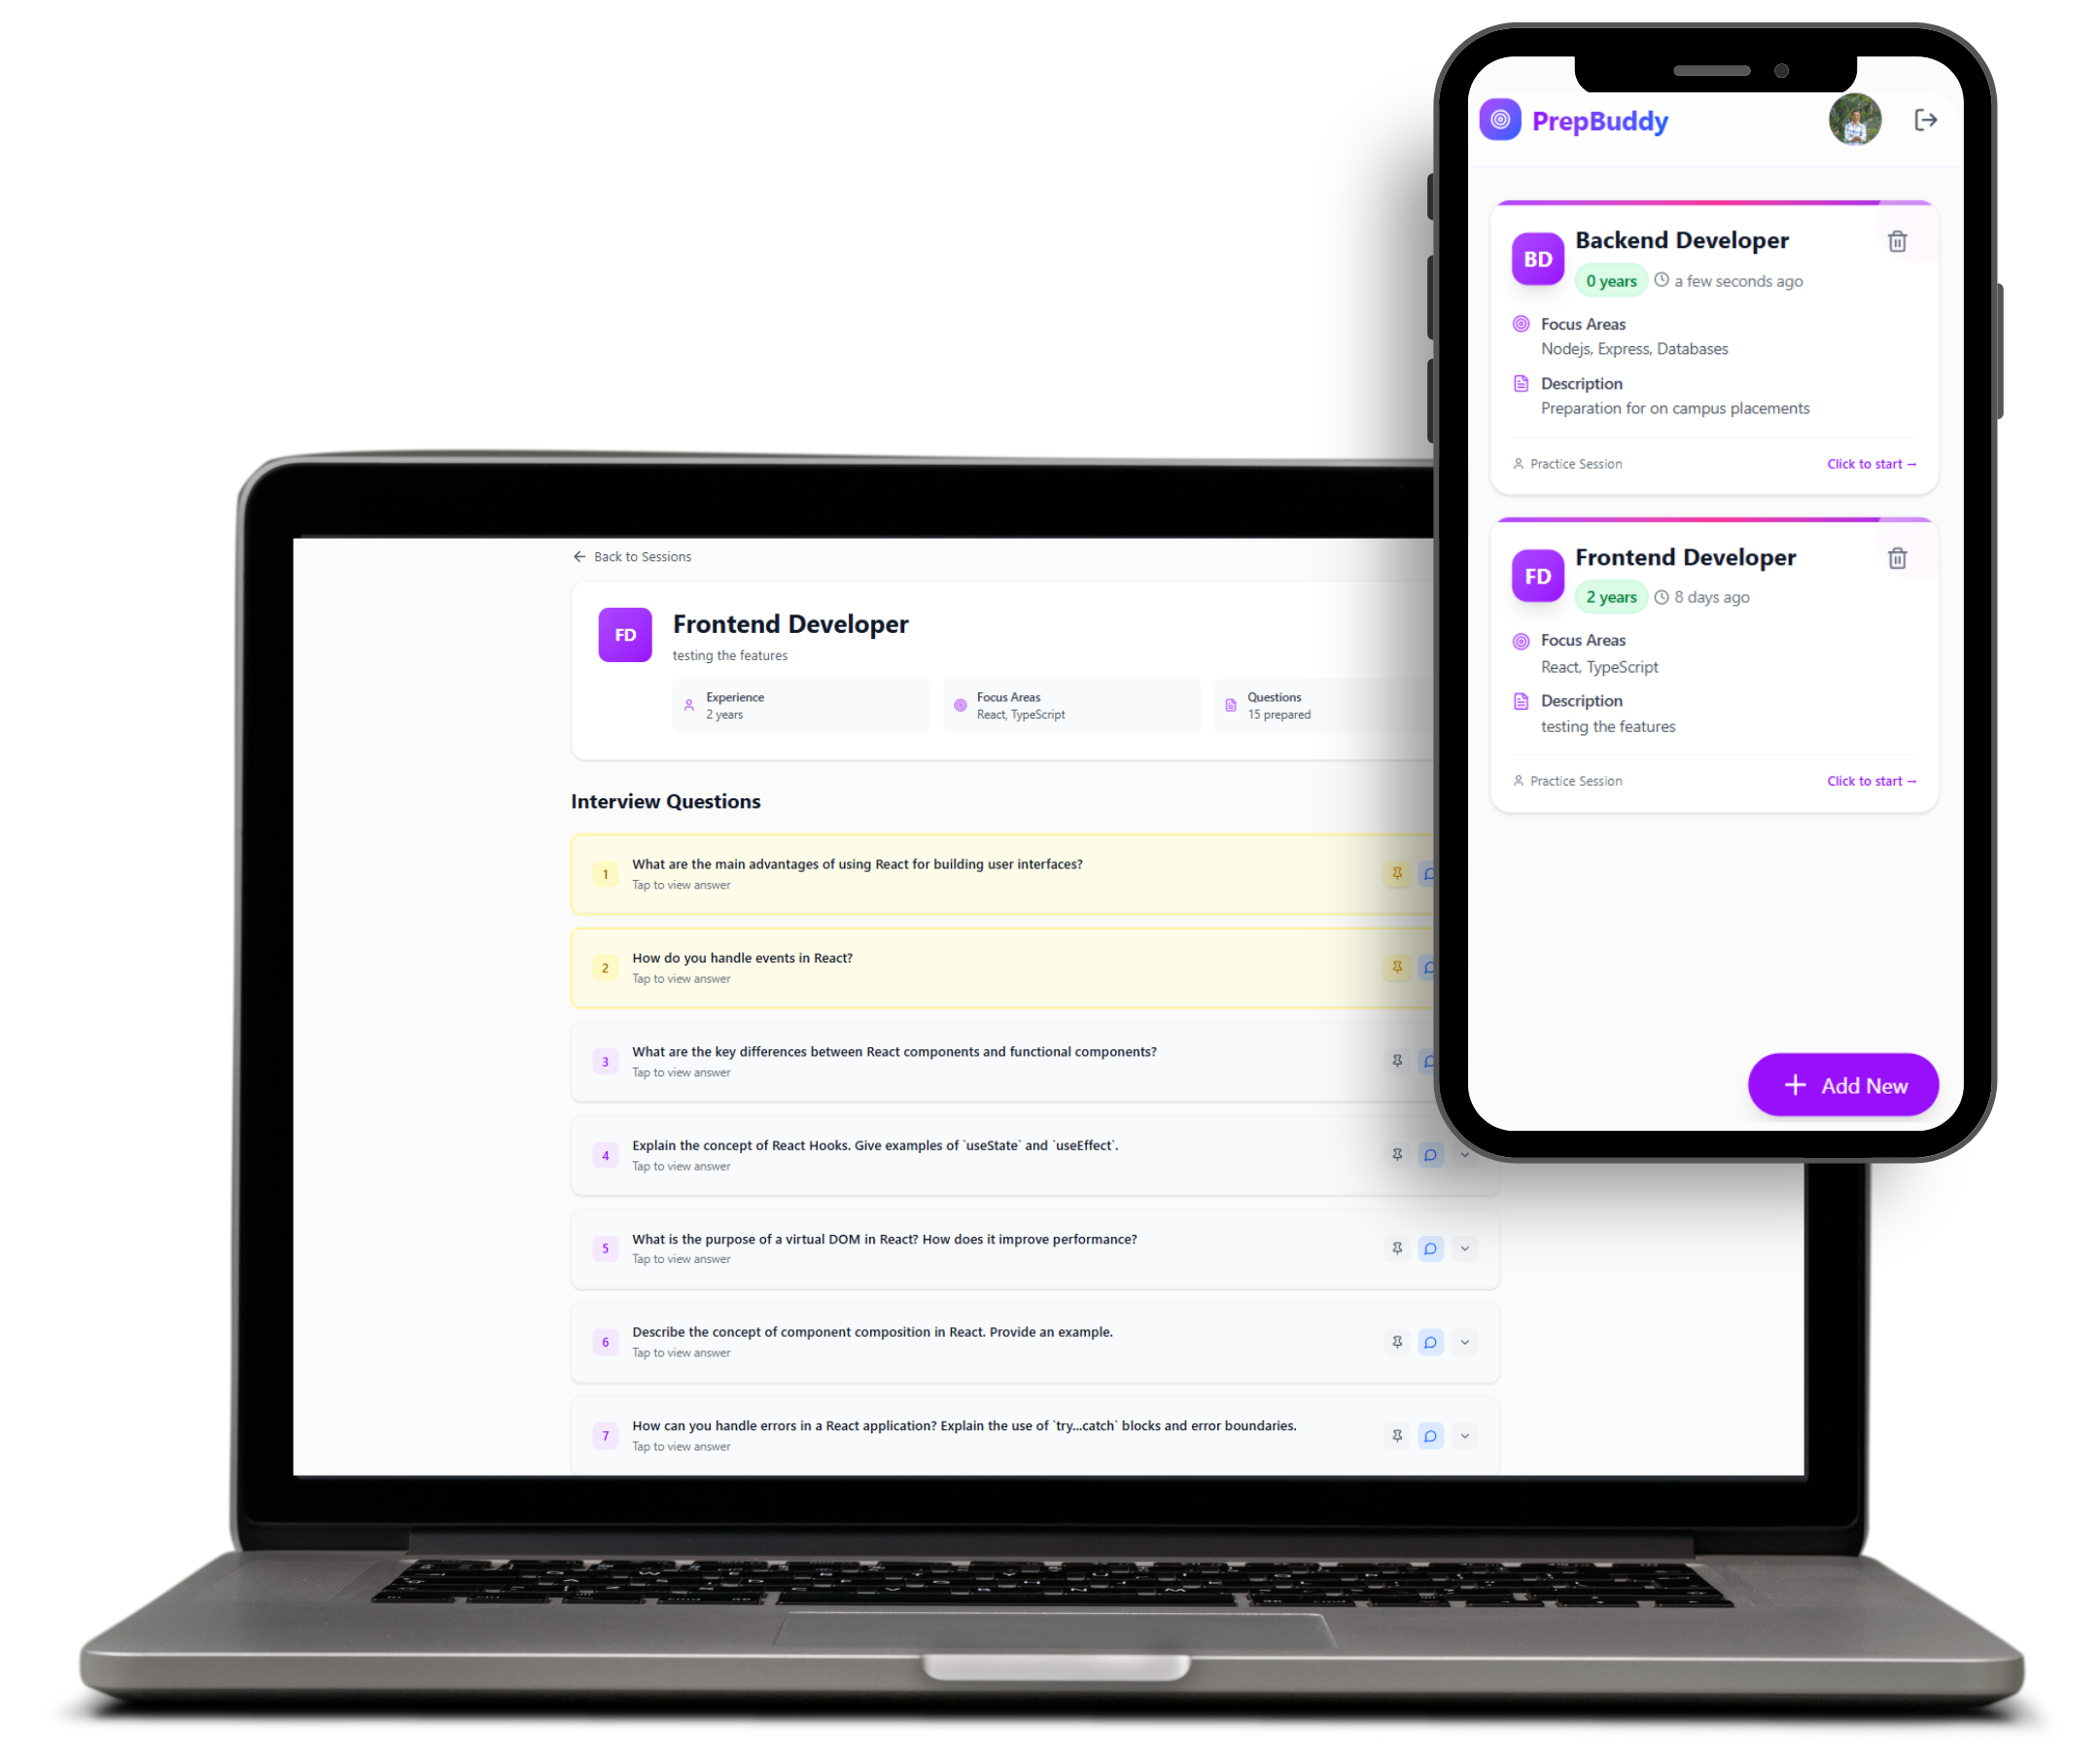 PrepBuddy
BD
Backend Developer
0 years
a few seconds ago
Focus Areas
Nodejs, Express, Databases
Description
Preparation for on campus placements
Practice Session
Click to start →
FD
Frontend Developer
2 years
8 days ago
Focus Areas
React, TypeScript
Description
testing the features
Practice Session
Click to start →
+ Add New
← Back to Sessions
FD
Frontend Developer
testing the features
Experience
2 years
Focus Areas
React, TypeScript
Questions
15 prepared
Interview Questions
1
What are the main advantages of using React for building user interfaces?
Tap to view answer
2
How do you handle events in React?
Tap to view answer
3
What are the key differences between React components and functional components?
Tap to view answer
4
Explain the concept of React Hooks. Give examples of `useState` and `useEffect`.
Tap to view answer
5
What is the purpose of a virtual DOM in React? How does it improve performance?
Tap to view answer
6
Describe the concept of component composition in React. Provide an example.
Tap to view answer
7
How can you handle errors in a React application? Explain the use of `try...catch` blocks and error boundaries.
Tap to view answer